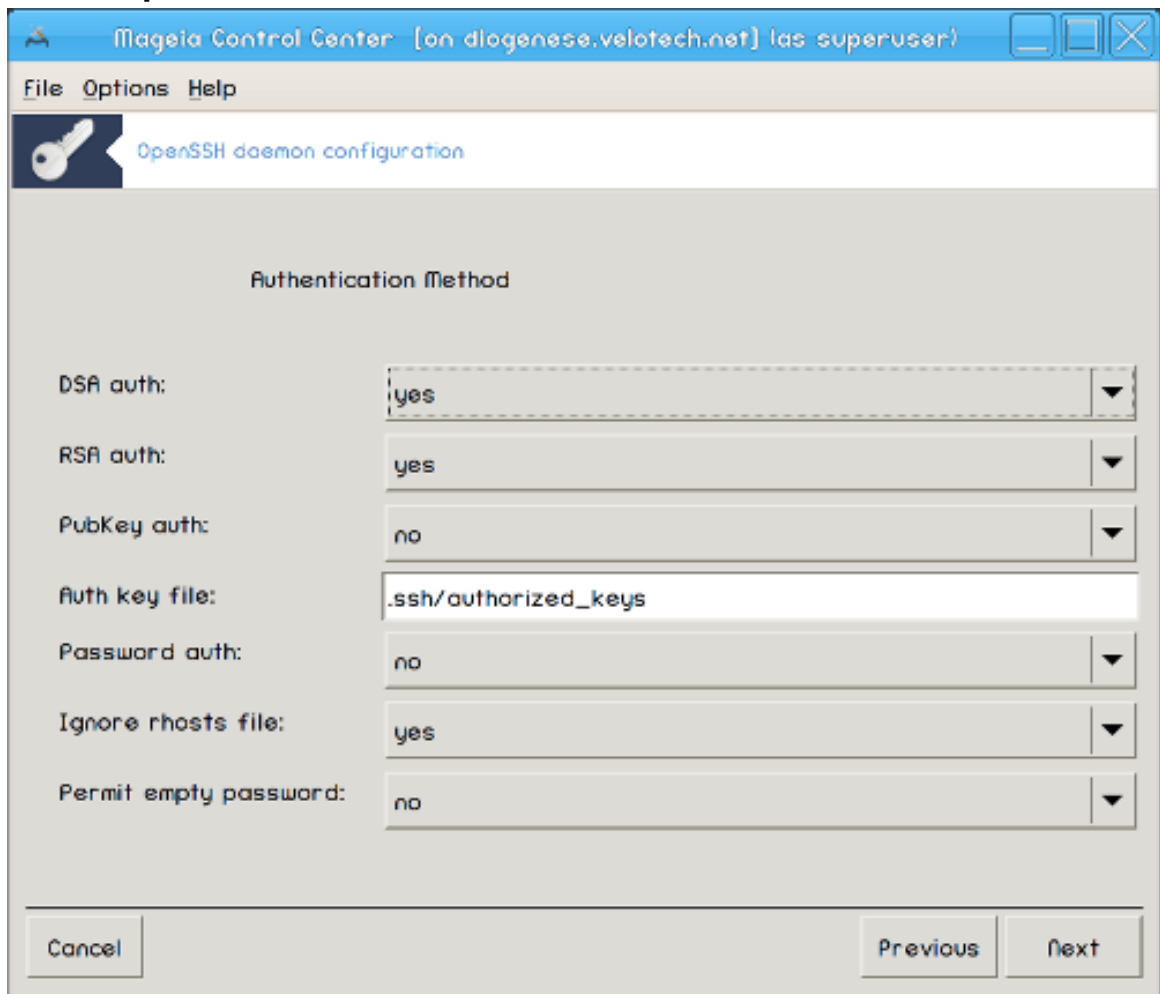 Mageia Control Center [on diogenese.velotech.net] (as superuser)
File Options Help
OpenSSH daemon configuration
Authentication Method
DSA auth: yes
RSA auth: yes
PubKey auth: no
Auth key file: .ssh/authorized_keys
Password auth: no
Ignore rhosts file: yes
Permit empty password: no
Cancel Previous Next